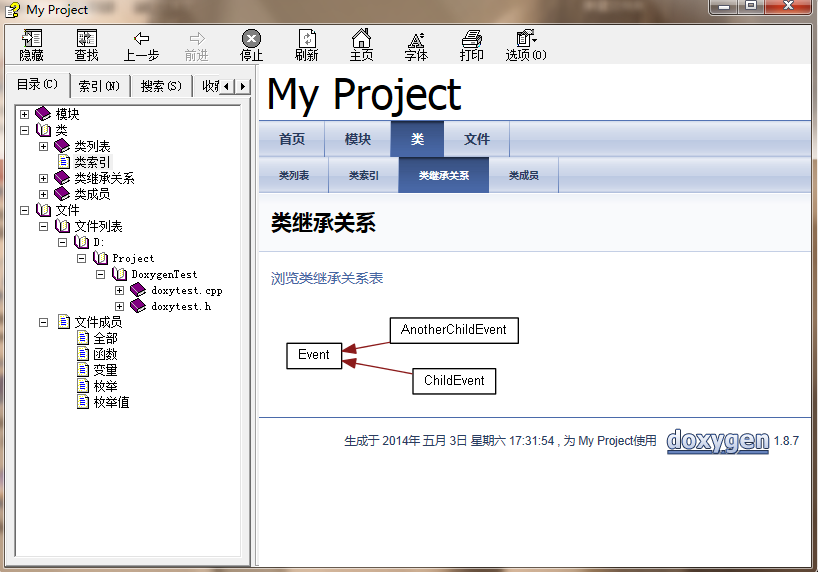 My Project
隐藏 查找 上一步 前进 停止 刷新 主页 字体 打印 选项(O)
目录(C) 索引(N) 搜索(S)
模块
类
类列表
类索引
类继承关系
类成员
文件
文件列表
D:
Project
DoxygenTest
doxytest.cpp
doxytest.h
文件成员
全部
函数
变量
枚举
枚举值
My Project
首页 模块 类 文件
类列表 类索引 类继承关系 类成员
类继承关系
浏览类继承关系表
AnotherChildEvent
Event
ChildEvent
生成于 2014年 五月 3日 星期六 17:31:54 , 为 My Project使用 doxygen 1.8.7